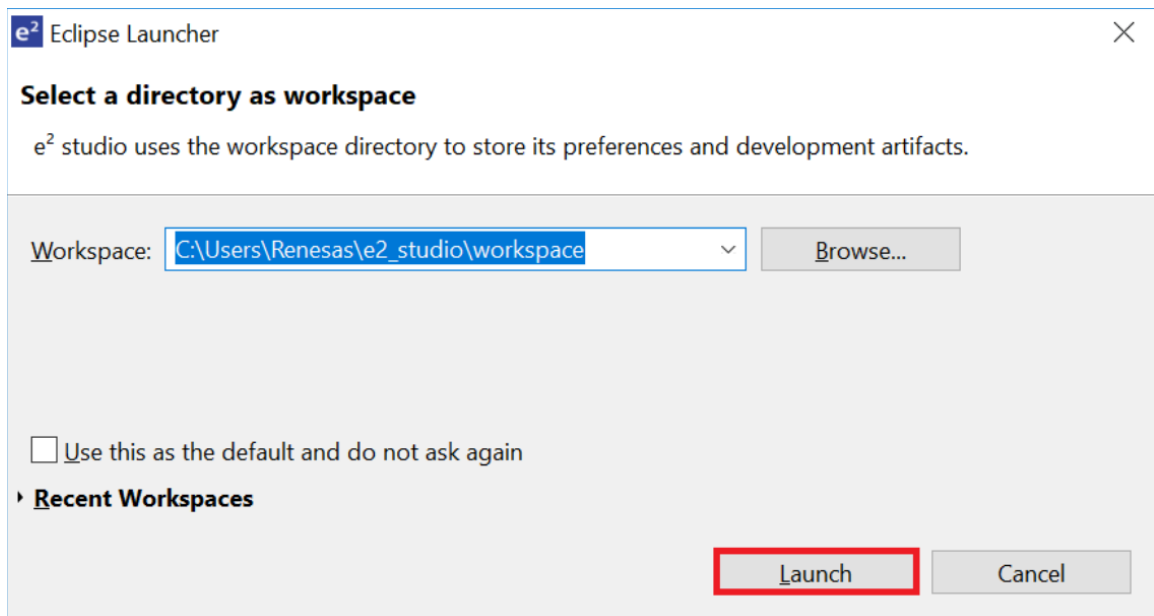 e² Eclipse Launcher
Select a directory as workspace
e² studio uses the workspace directory to store its preferences and development artifacts.
Workspace: C:\Users\Renesas\e2_studio\workspace Browse...
Use this as the default and do not ask again
Recent Workspaces
Launch Cancel